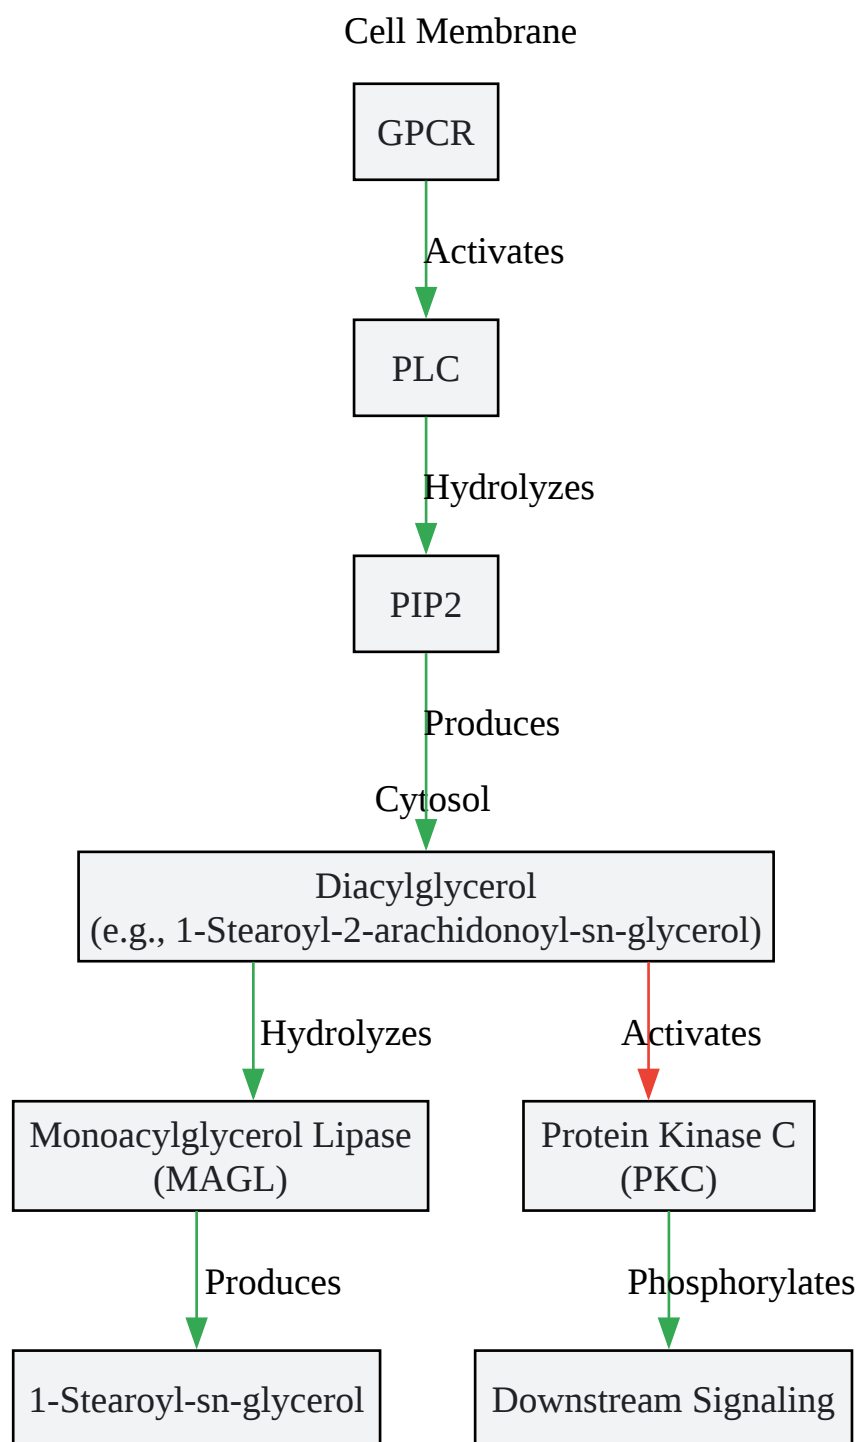 Cell Membrane
GPCR
Activates
PLC
Hydrolyzes
PIP2
Produces
Cytosol
Diacylglycerol
(e.g., 1-Stearoyl-2-arachidonoyl-sn-glycerol)
Hydrolyzes
Activates
Monoacylglycerol Lipase
(MAGL)
Protein Kinase C
(PKC)
Produces
Phosphorylates
1-Stearoyl-sn-glycerol
Downstream Signaling